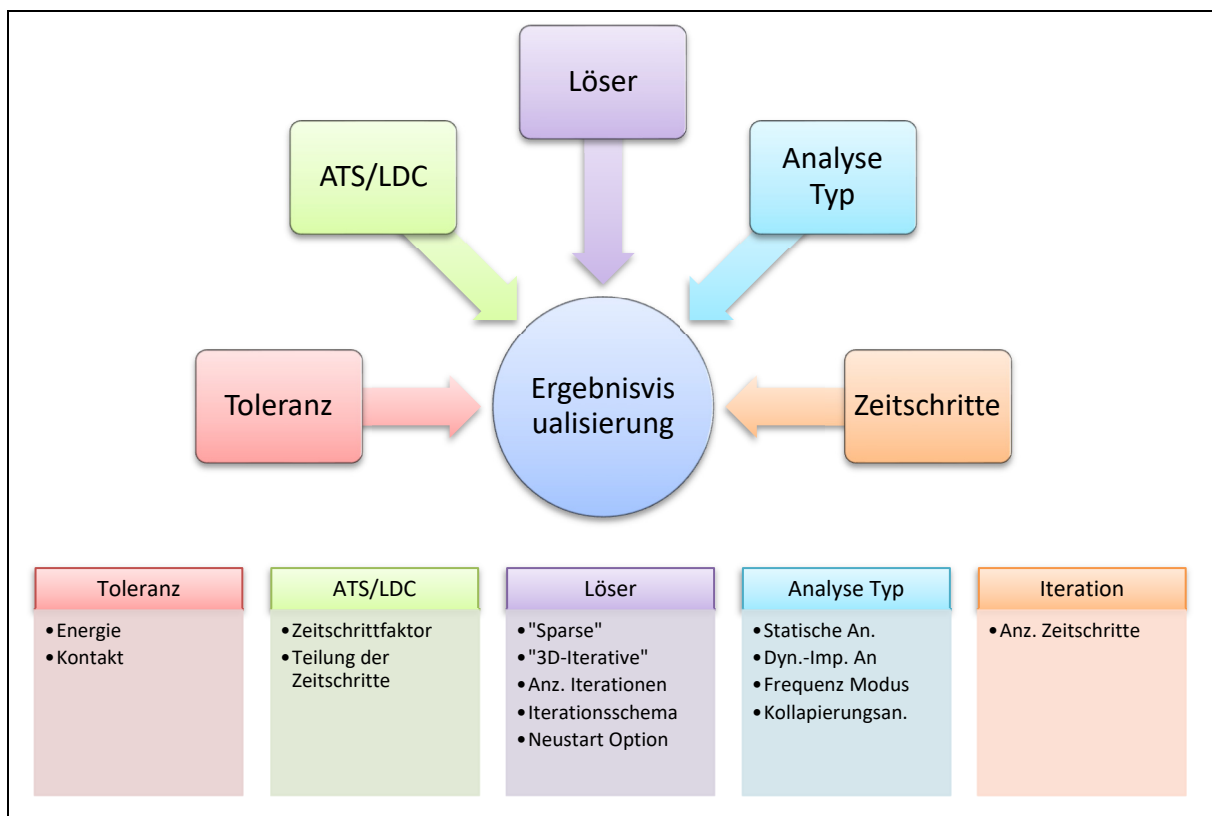 Löser
ATS/LDC
Analyse
Typ
Toleranz
Ergebnisvis
ualisierung
Zeitschritte
Toleranz
•Energie
•Kontakt
ATS/LDC
•Zeitschrittfaktor
•Teilung der
Zeitschritte
Löser
•"Sparse"
•"3D-Iterative"
•Anz. Iterationen
•Iterationsschema
•Neustart Option
Analyse Typ
•Statische An.
•Dyn.-Imp. An
•Frequenz Modus
•Kollapierungsan.
Iteration
•Anz. Zeitschritte